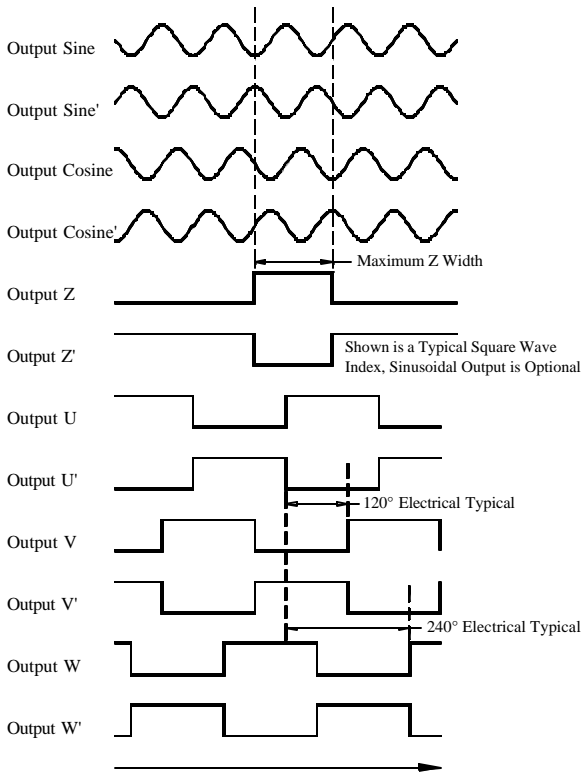 Output Sine
Output Sine'
Output Cosine
Output Cosine'
Maximum Z Width
Output Z
Output Z'
Shown is a Typical Square Wave
Index, Sinusoidal Output is Optional
Output U
Output U'
120° Electrical Typical
Output V
Output V'
240° Electrical Typical
Output W
Output W'